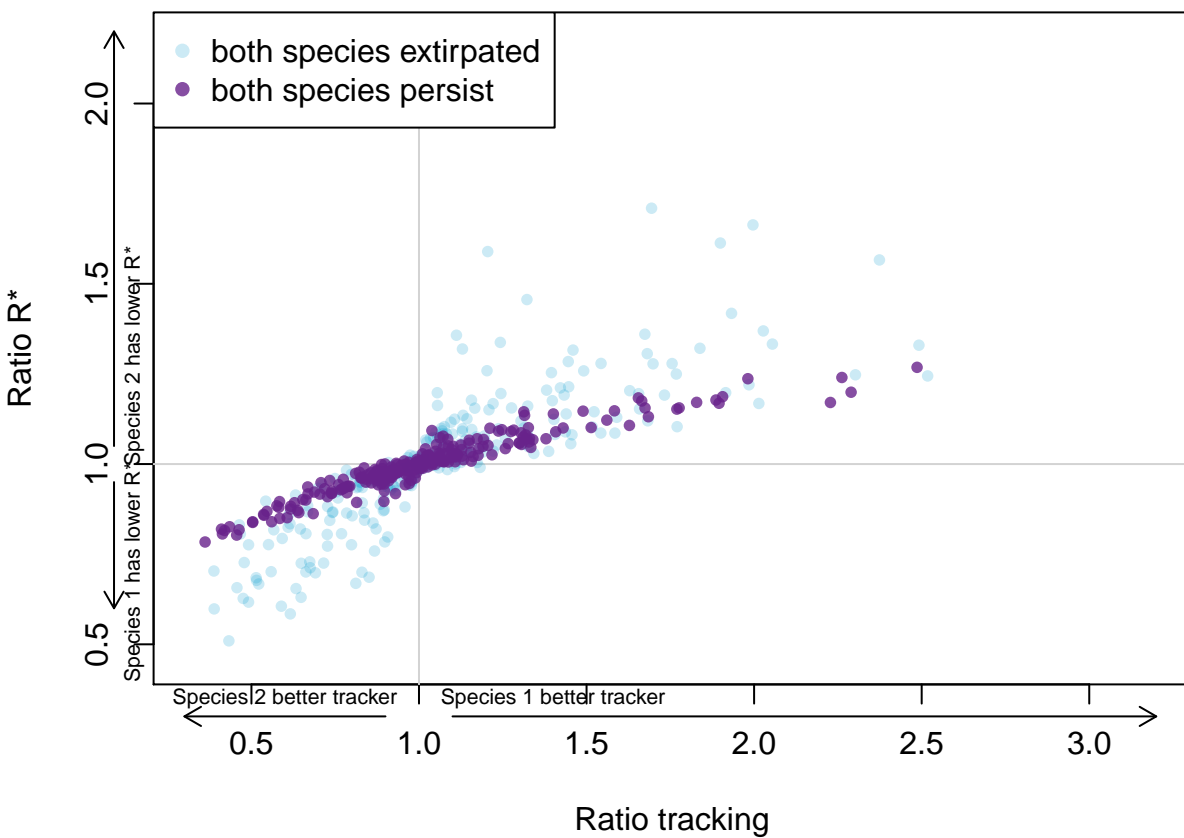 both species extirpated
both species persist
Ratio R*
2.0
1.5
1.0
0.5
Species 2 has lower R*
Species 1 has lower R*
Species 2 better tracker
Species 1 better tracker
0.5
1.0
1.5
2.0
2.5
3.0
Ratio tracking